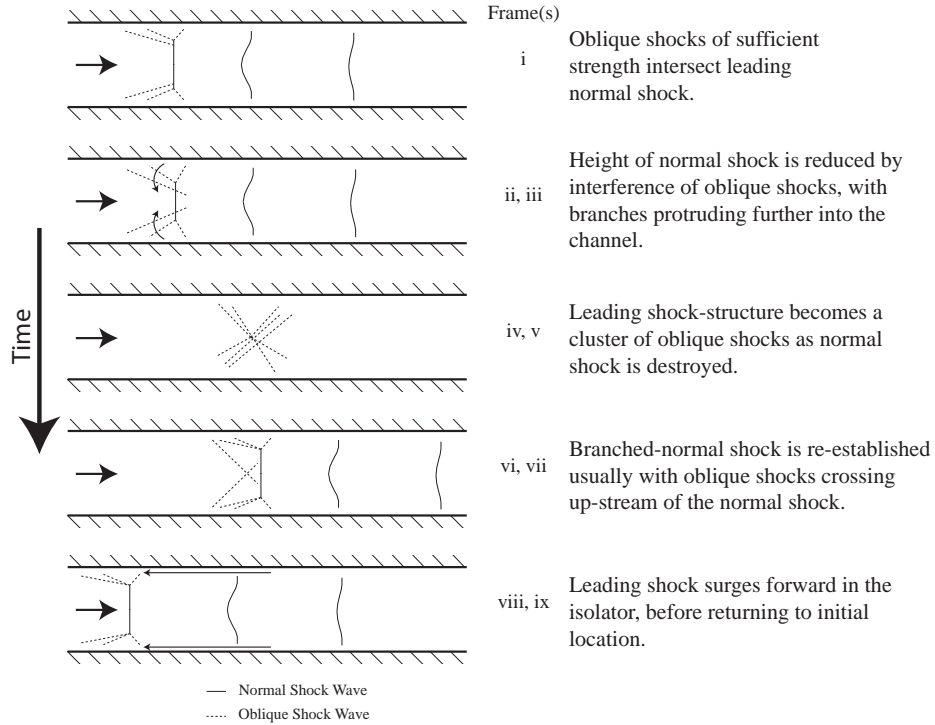 Frame(s)
i
Oblique shocks of sufficient
strength intersect leading
normal shock.
ii, iii
Height of normal shock is reduced by
interference of oblique shocks, with
branches protruding further into the
channel.
Time
iv, v
Leading shock-structure becomes a
cluster of oblique shocks as normal
shock is destroyed.
vi, vii
Branched-normal shock is re-established
usually with oblique shocks crossing
up-stream of the normal shock.
viii, ix
Leading shock surges forward in the
isolator, before returning to initial
location.
Normal Shock Wave
Oblique Shock Wave